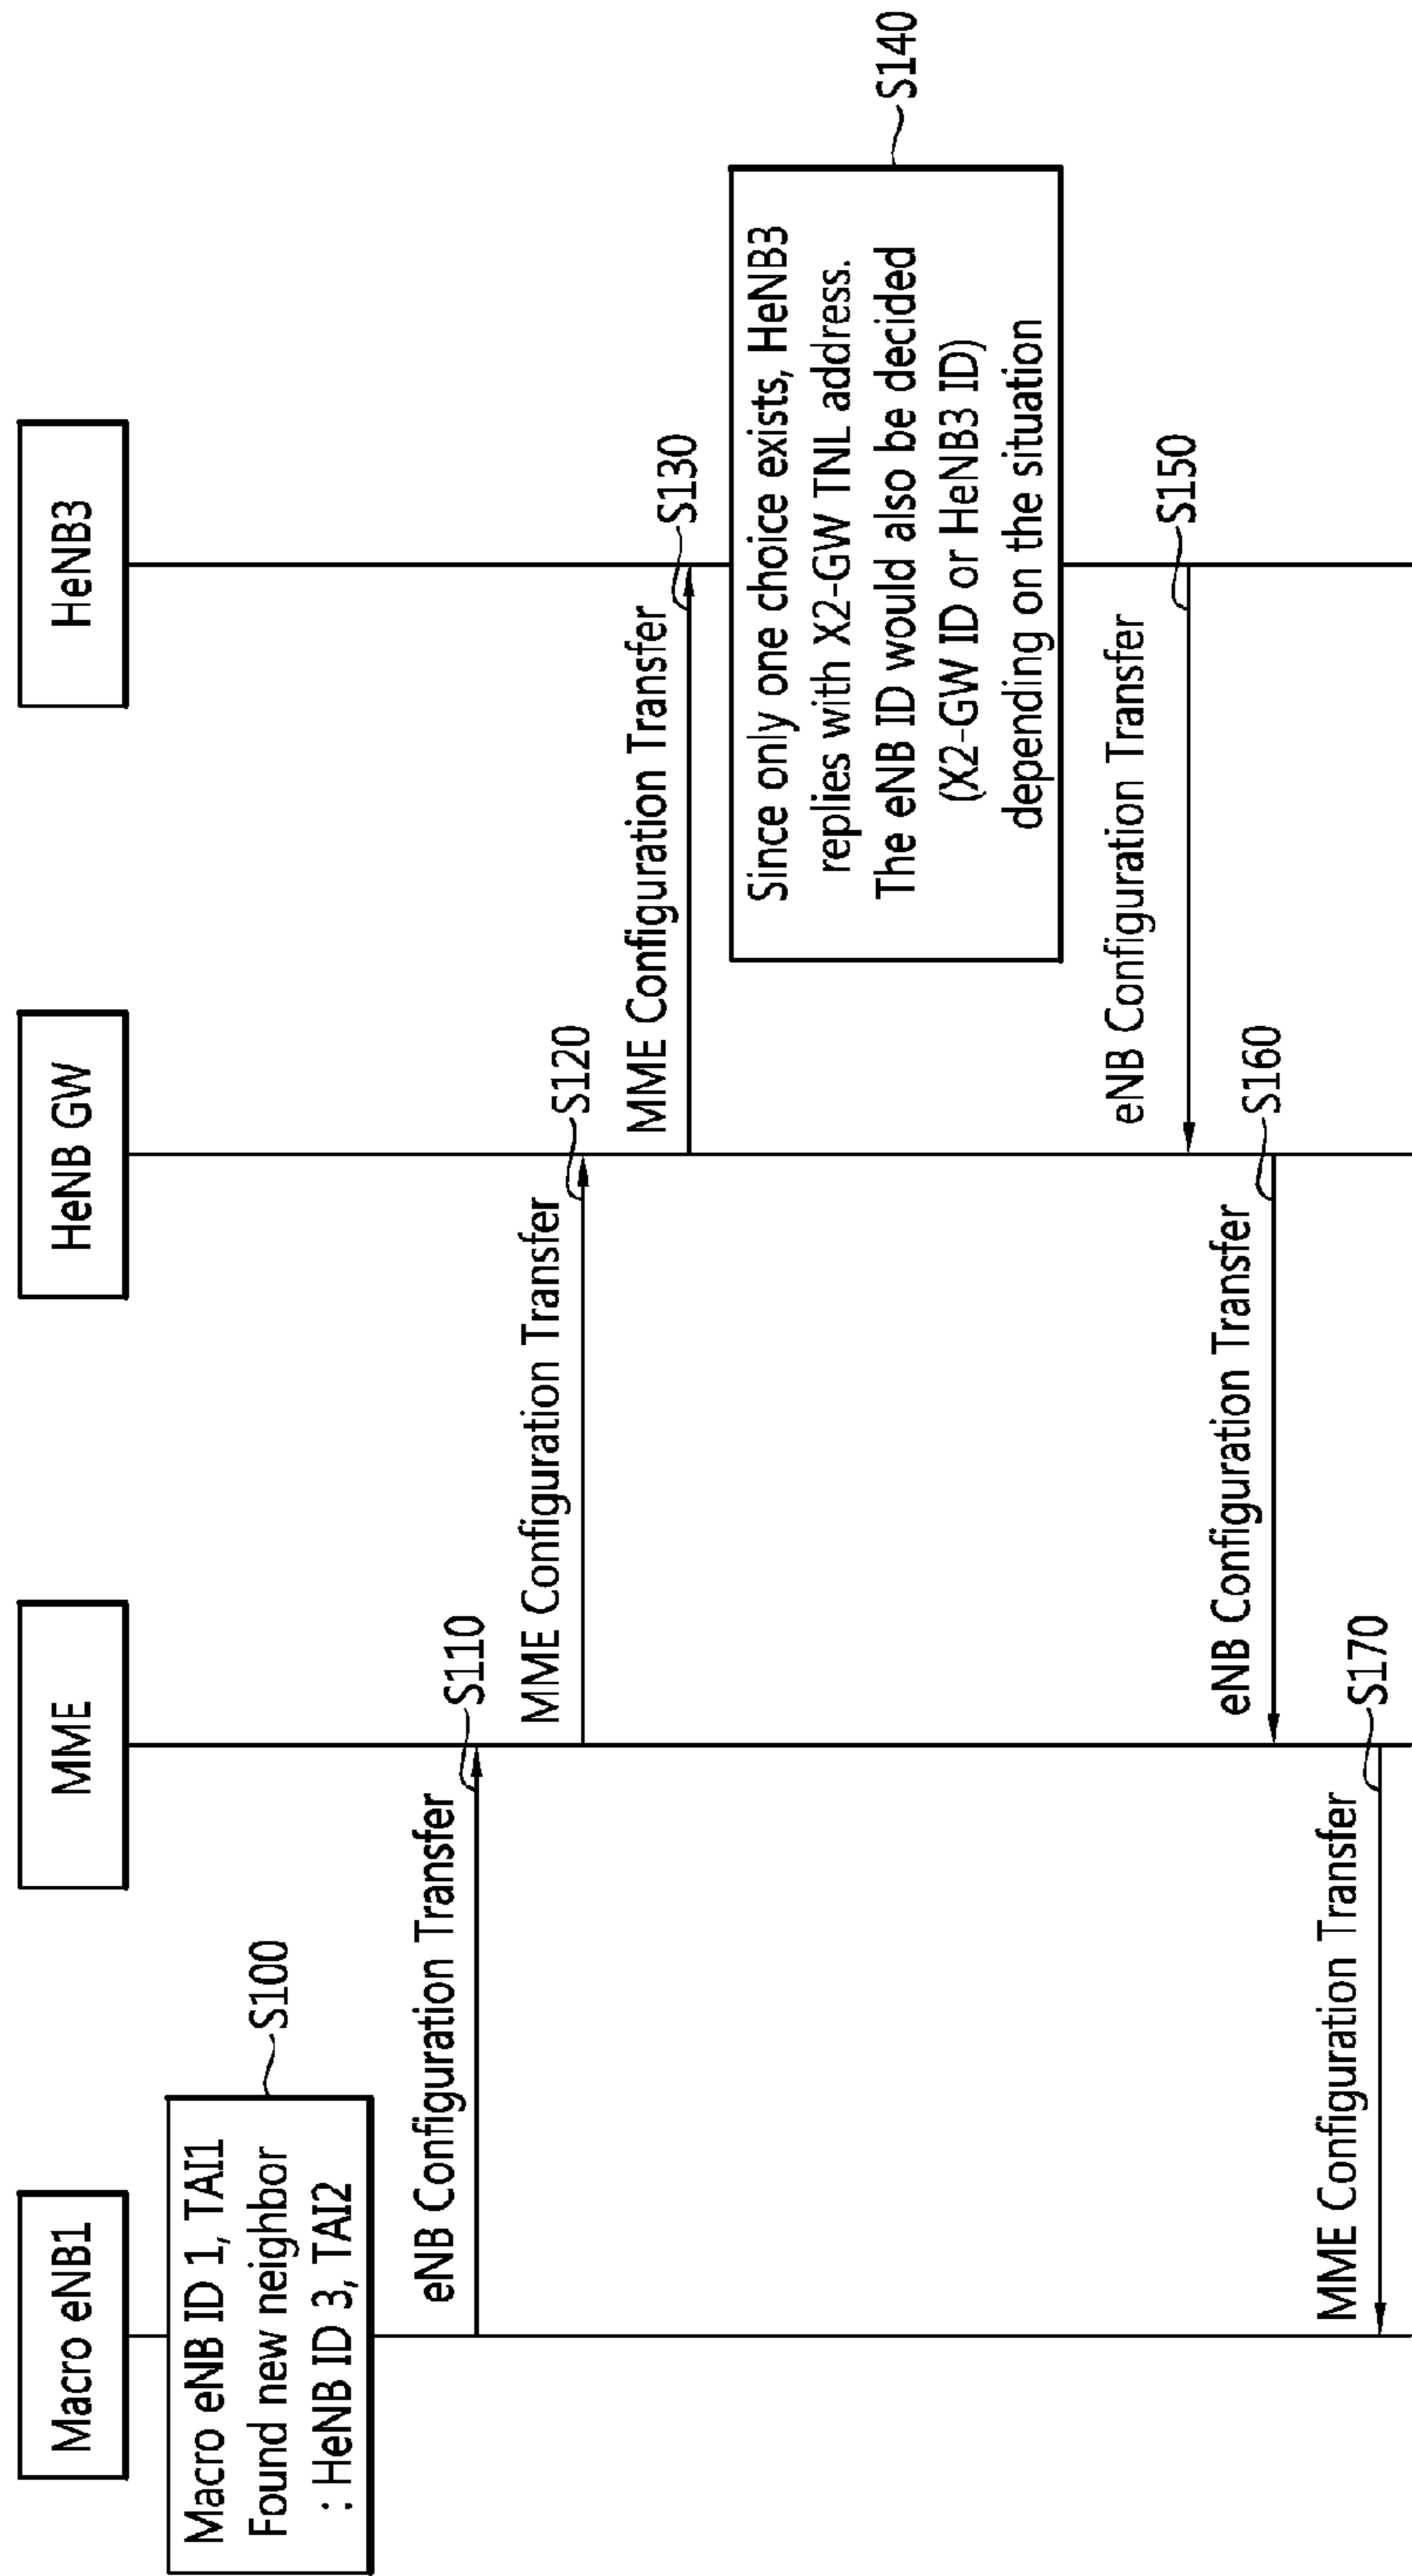 Macro eNB1
MME
HeNB GW
HeNB3
Macro eNB ID 1, TAI1
Found new neighbor
: HeNB ID 3, TAI2
S100
eNB Configuration Transfer
S110
MME Configuration Transfer
S120
MME Configuration Transfer
S130
Since only one choice exists, HeNB3
replies with X2-GW TNL address.
The eNB ID would also be decided
(X2-GW ID or HeNB3 ID)
depending on the situation
S140
eNB Configuration Transfer
S150
eNB Configuration Transfer
S160
MME Configuration Transfer
S170